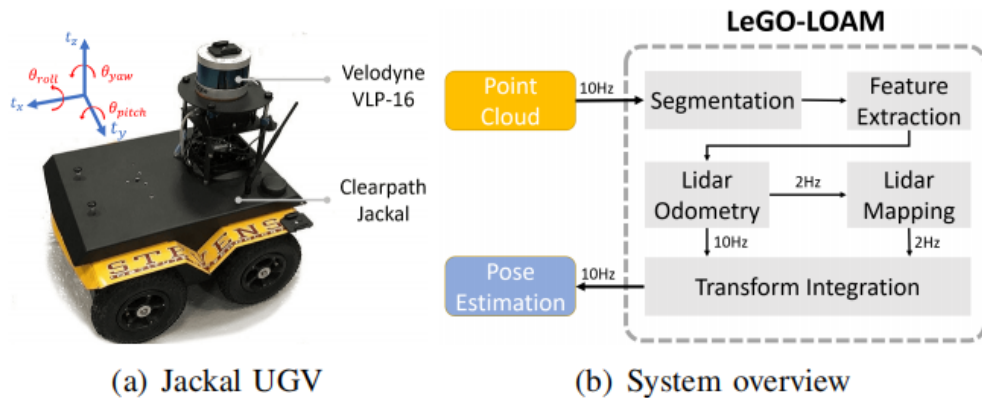 t_z
θ_roll
θ_yaw
t_x
θ_pitch
t_y
Velodyne
VLP-16
Clearpath
Jackal
STEVENS
(a) Jackal UGV
LeGO-LOAM
Point
Cloud
10Hz
Segmentation
Feature
Extraction
Lidar
Odometry
2Hz
Lidar
Mapping
10Hz
2Hz
Pose
Estimation
10Hz
Transform Integration
(b) System overview